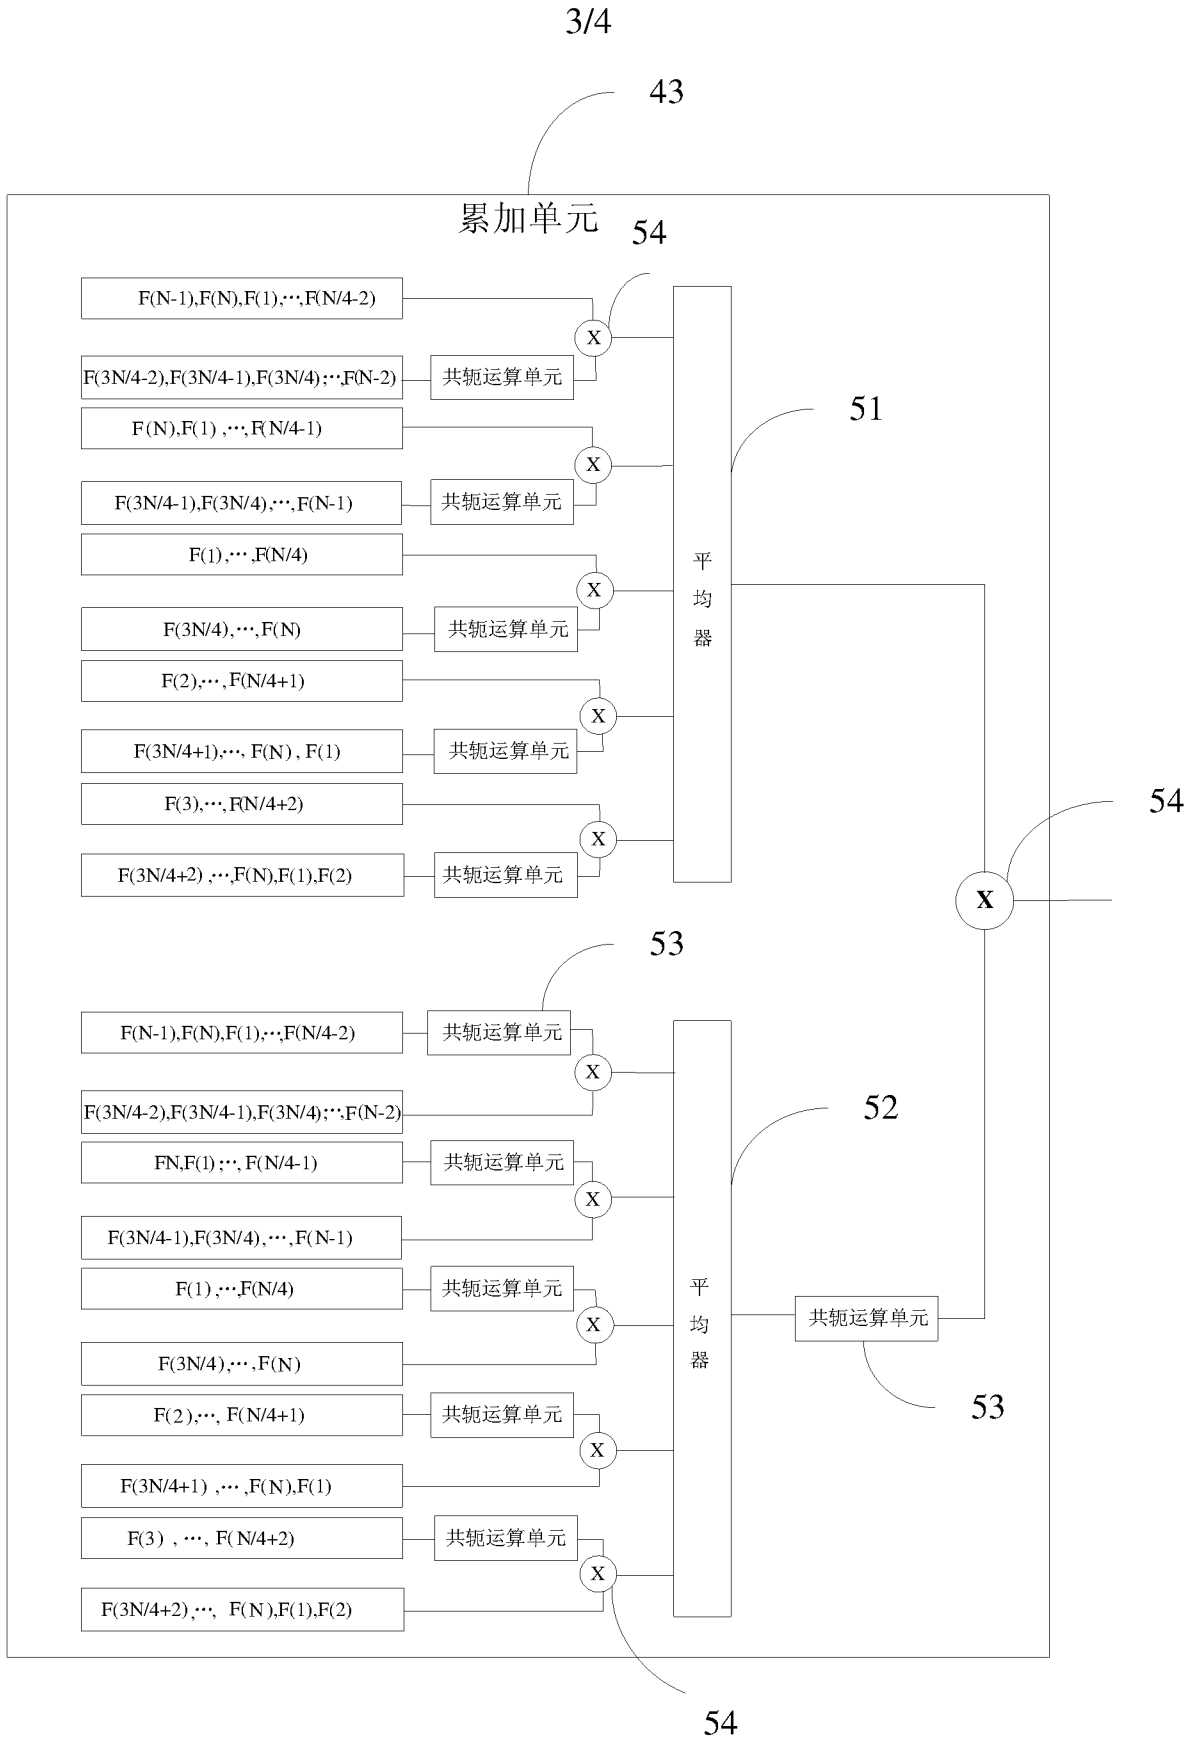 3/4
43
累加单元
54
F(N-1),F(N),F(1),···,F(N/4-2)
X
F(3N/4-2),F(3N/4-1),F(3N/4);··,F(N-2)
共轭运算单元
51
F(N),F(1) ,···,F(N/4-1)
X
F(3N/4-1),F(3N/4),···,F(N-1)
共轭运算单元
F(1),···,F(N/4)
X
平均器
F(3N/4),···,F(N)
共轭运算单元
F(2),···, F(N/4+1)
X
F(3N/4+1),···, F(N) , F(1)
共轭运算单元
F(3),···,F(N/4+2)
X
54
F(3N/4+2) ,···,F(N),F(1),F(2)
共轭运算单元
X
53
F(N-1),F(N),F(1);··,F(N/4-2)
共轭运算单元
X
F(3N/4-2),F(3N/4-1),F(3N/4);··,F(N-2)
52
FN,F(1);··, F(N/4-1)
共轭运算单元
X
F(3N/4-1),F(3N/4),···,F(N-1)
F(1) ,···,F(N/4)
共轭运算单元
平均器
共轭运算单元
X
F(3N/4),···,F(N)
53
F(2),···, F(N/4+1)
共轭运算单元
X
F(3N/4+1) ,···,F(N),F(1)
F(3) ,···, F(N/4+2)
共轭运算单元
X
F(3N/4+2),···, F(N),F(1),F(2)
54